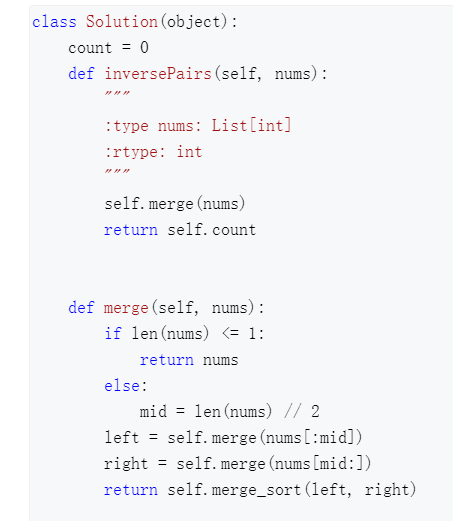 class Solution(object):
    count = 0
    def inversePairs(self, nums):
        """
        :type nums: List[int]
        :rtype: int
        """
        self.merge(nums)
        return self.count
    def merge(self, nums):
        if len(nums) <= 1:
            return nums
        else:
            mid = len(nums) // 2
        left = self.merge(nums[:mid])
        right = self.merge(nums[mid:])
        return self.merge_sort(left, right)